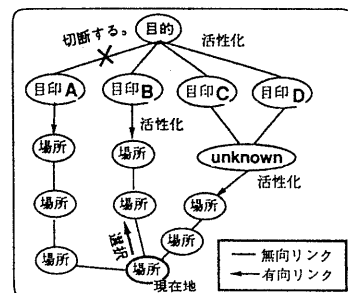 目的
切断する。
活性化
目印A
目印B
目印C
目印D
活性化
場所
場所
unknown
活性化
場所
場所
場所
選択
場所
場所
場所
現在地
無向リンク
有向リンク